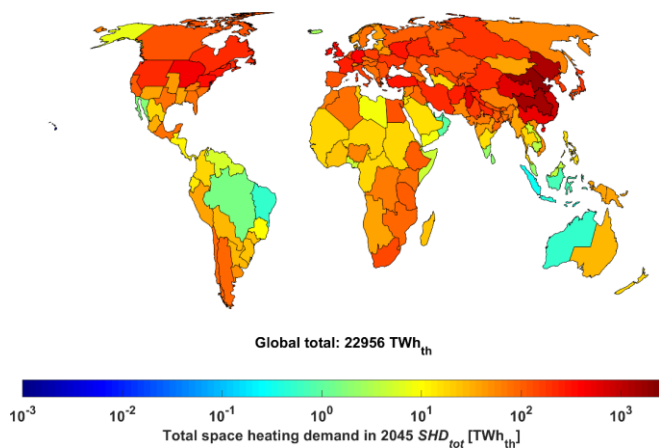 Global total: 22956 TWh_th
10^-3 10^-2 10^-1 10^0 10^1 10^2 10^3
Total space heating demand in 2045 SHD_tot [TWh_th]